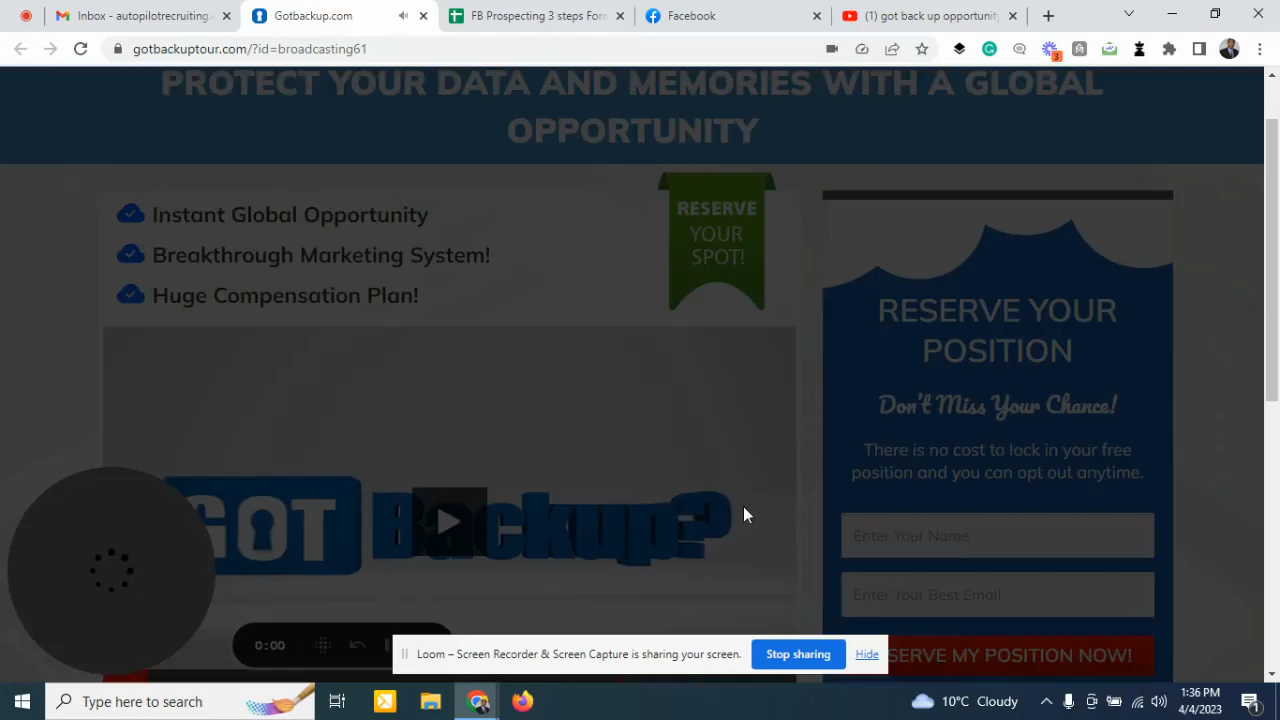 Inbox - autopilotrecruiting.
Gotbackup.com
FB Prospecting 3 steps Form
Facebook
(1) got back up opportunity
gotbackuptour.com/?id=broadcasting61
3
PROTECT YOUR DATA AND MEMORIES WITH A GLOBAL
OPPORTUNITY
Instant Global Opportunity
Breakthrough Marketing System!
Huge Compensation Plan!
RESERVE
YOUR
SPOT!
GOT Backup?
RESERVE YOUR
POSITION
Don't Miss Your Chance!
There is no cost to lock in your free
position and you can opt out anytime.
Enter Your Name
Enter Your Best Email
SERVE MY POSITION NOW!
0:00
Loom – Screen Recorder & Screen Capture is sharing your screen.
Stop sharing
Hide
Type here to search
10°C Cloudy
1:36 PM
4/4/2023
1